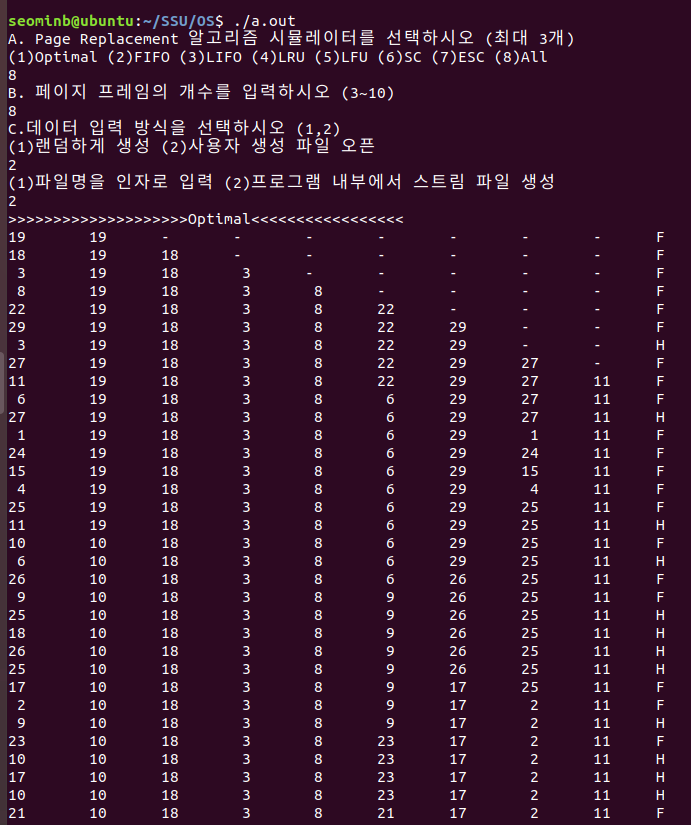 seominb@ubuntu:~/SSU/OS$ ./a.out
A. Page Replacement 알고리즘 시뮬레이터를 선택하시오 (최대 3개)
(1)Optimal (2)FIFO (3)LIFO (4)LRU (5)LFU (6)SC (7)ESC (8)All
8
B. 페이지 프레임의 개수를 입력하시오 (3~10)
8
C.데이터 입력 방식을 선택하시오 (1,2)
(1)랜덤하게 생성 (2)사용자 생성 파일 오픈
2
(1)파일명을 인자로 입력 (2)프로그램 내부에서 스트림 파일 생성
2
>>>>>>>>>>>>>>>>>>>>Optimal<<<<<<<<<<<<<<<<<
19 19 - - - - - - - F
18 19 18 - - - - - - F
3 19 18 3 - - - - - F
8 19 18 3 8 - - - - F
22 19 18 3 8 22 - - - F
29 19 18 3 8 22 29 - - F
3 19 18 3 8 22 29 - - H
27 19 18 3 8 22 29 27 - F
11 19 18 3 8 22 29 27 11 F
6 19 18 3 8 6 29 27 11 F
27 19 18 3 8 6 29 27 11 H
1 19 18 3 8 6 29 1 11 F
24 19 18 3 8 6 29 24 11 F
15 19 18 3 8 6 29 15 11 F
4 19 18 3 8 6 29 4 11 F
25 19 18 3 8 6 29 25 11 F
11 19 18 3 8 6 29 25 11 H
10 10 18 3 8 6 29 25 11 F
6 10 18 3 8 6 29 25 11 H
26 10 18 3 8 6 26 25 11 F
9 10 18 3 8 9 26 25 11 F
25 10 18 3 8 9 26 25 11 H
18 10 18 3 8 9 26 25 11 H
26 10 18 3 8 9 26 25 11 H
25 10 18 3 8 9 26 25 11 H
17 10 18 3 8 9 17 25 11 F
2 10 18 3 8 9 17 2 11 F
9 10 18 3 8 9 17 2 11 H
23 10 18 3 8 23 17 2 11 F
10 10 18 3 8 23 17 2 11 H
17 10 18 3 8 23 17 2 11 H
10 10 18 3 8 23 17 2 11 H
21 10 18 3 8 21 17 2 11 F